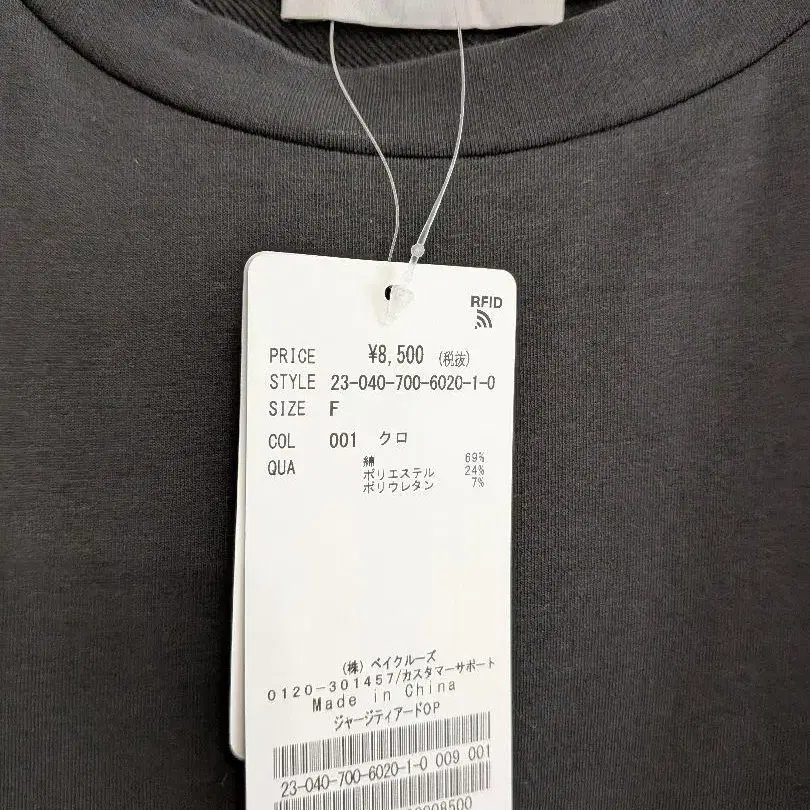 RFID
PRICE ¥8,500 (税抜)
STYLE 23-040-700-6020-1-0
SIZE F
COL 001 クロ
QUA 綿 69%
ポリエステル 24%
ポリウレタン 7%
(株) ベイクルーズ
0120-301457/カスタマーサポート
Made in China
ジャージティアードOP
23-040-700-6020-1-0 009 001